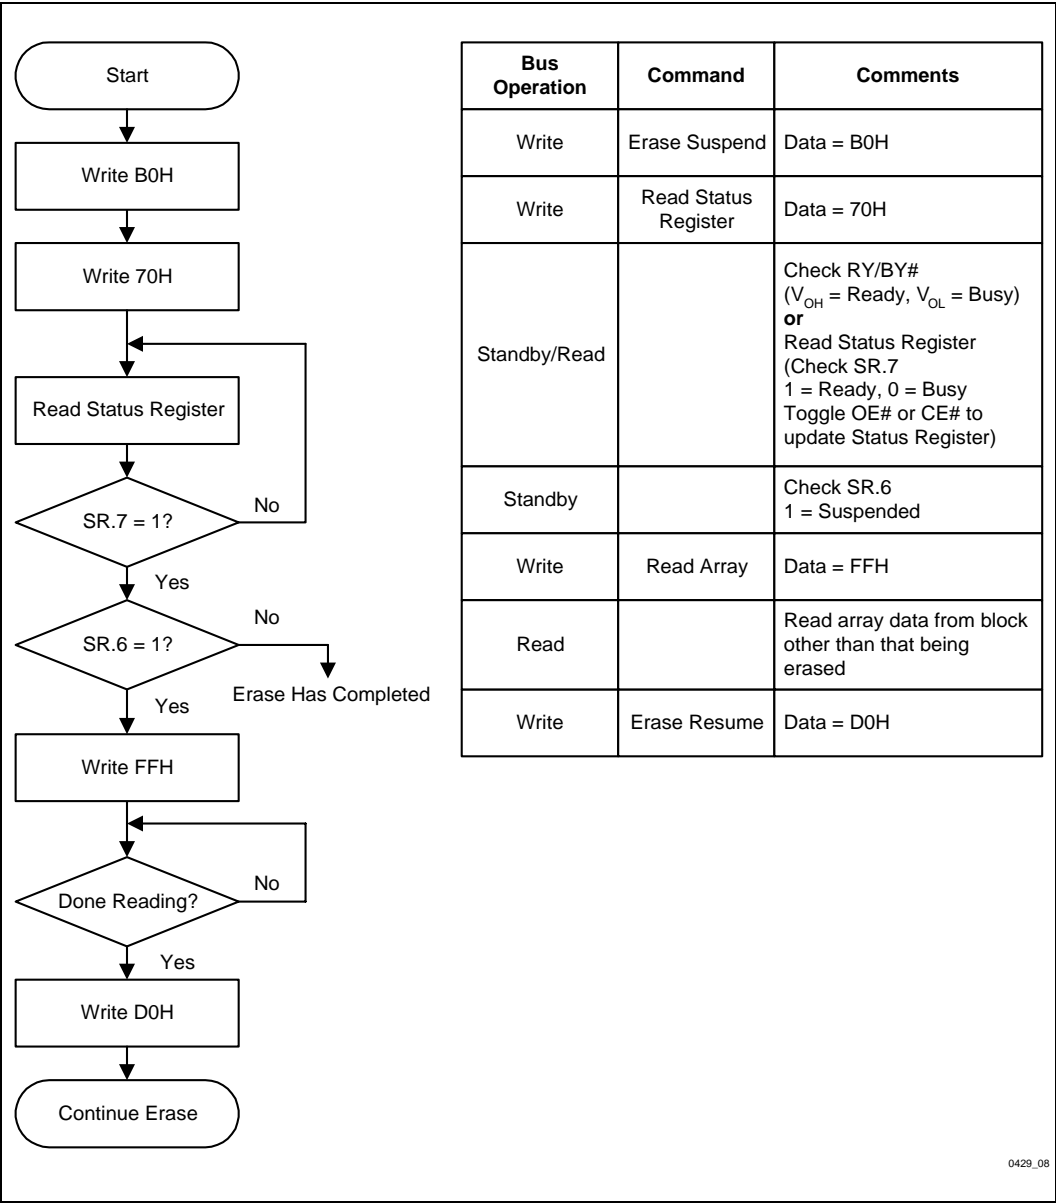 Start
Write B0H
Write 70H
Read Status Register
SR.7 = 1?
No
Yes
SR.6 = 1?
No
Erase Has Completed
Yes
Write FFH
Done Reading?
No
Yes
Write D0H
Continue Erase
Bus
Operation
Command
Comments
Write
Erase Suspend
Data = B0H
Write
Read Status
Register
Data = 70H
Standby/Read
Check RY/BY#
(VOH = Ready, VOL = Busy)
or
Read Status Register
(Check SR.7
1 = Ready, 0 = Busy
Toggle OE# or CE# to
update Status Register)
Standby
Check SR.6
1 = Suspended
Write
Read Array
Data = FFH
Read
Read array data from block
other than that being
erased
Write
Erase Resume
Data = D0H
0429_08